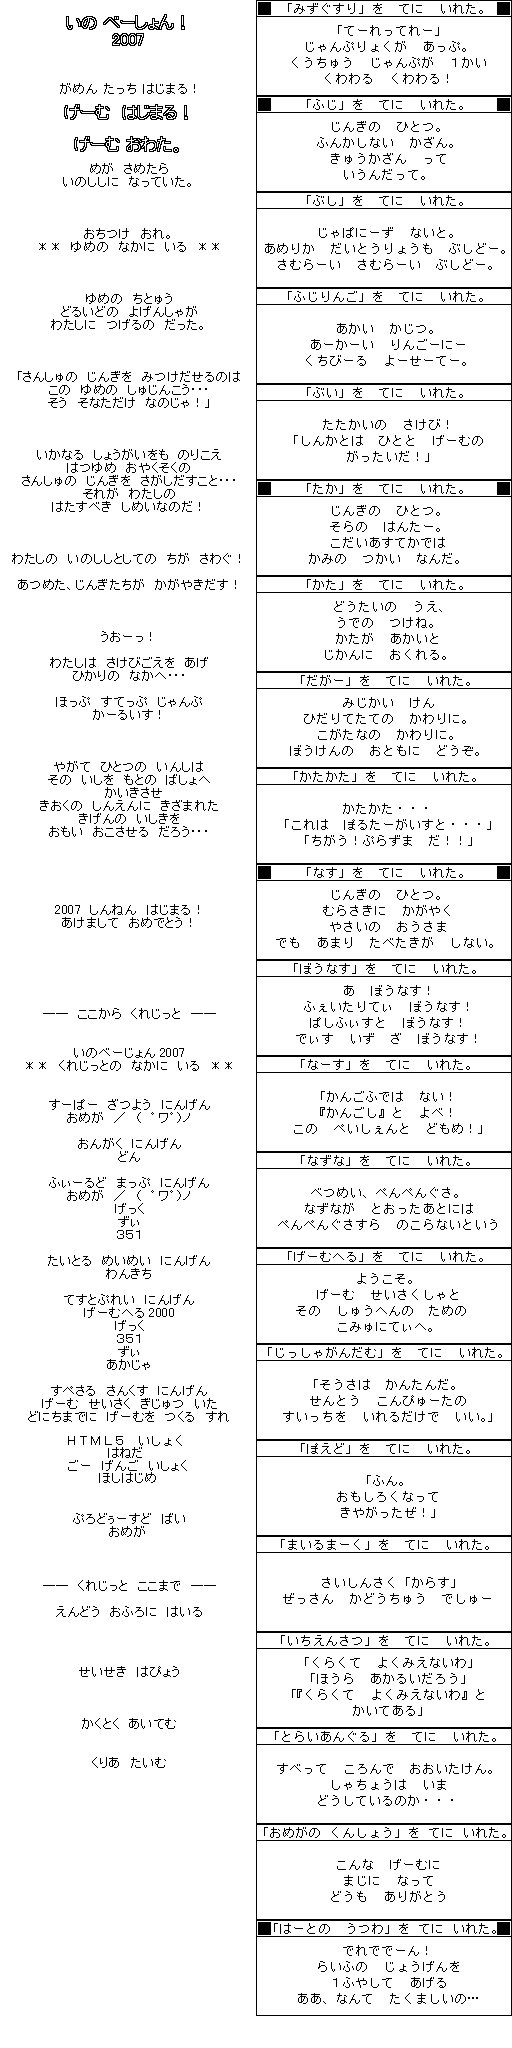 いの べーしょん！
2007
がめん たっち はじまる！
げーむ はじまる！
げーむ おわた。
めが さめたら
いのししに なっていた。
おちつけ おれ。
＊＊ ゆめの なかに いる ＊＊
ゆめの ちとゅう
どるいどの よげんしゃが
わたしに つげるの だった。
「さんしゅの じんぎを みつけだせるのは
この ゆめの しゅじんこう･･･
そう そなただけ なのじゃ！」
いかなる しょうがいをも のりこえ
はつゆめ おやくそくの
さんしゅの じんぎを さがしだすこと･･･
それが わたしの
はたすべき しめいなのだ！
わたしの いのししとしての ちが さわぐ！
あつめた、じんぎたちが かがやきだす！
うおーっ！
わたしは さけびごえを あげ
ひかりの なかへ･･･
ほっぷ すてっぷ じゃんぷ
かーるいす！
やがて ひとつの いんしは
その いしを もとの ばしょへ
かいきさせ
きおくの しんえんに きざまれた
きげんの いしきを
おもい おこさせる だろう･･･
2007 しんねん はじまる！
あけまして おめでとう！
―― ここから くれじっと ――
いのべーじょん 2007
＊＊ くれじっとの なかに いる ＊＊
すーぱー ざつよう にんげん
おめが ／ （ ﾟワﾟ)ノ
おんがく にんげん
どん
ふぃーるど まっぷ にんげん
おめが ／ （ ﾟワﾟ)ノ
げっく
ずい
３５１
たいとる めいめい にんげん
わんきち
てすとぷれい にんげん
げーむへる 2000
げっく
３５１
ずい
あかじゃ
すぺさる さんくす にんげん
げーむ せいさく ぎじゅつ いた
どにちまでに げーむを つくる すれ
ＨＴＭＬ５ いしょく
はねだ
ごー げんご いしょく
ほしはじめ
ぷろどぅーすど ばい
おめが
―― くれじっと ここまで ――
えんどう おふろに はいる
せいせき はぴょう
かくとく あいてむ
くりあ たいむ
「みずぐすり」を てに いれた。
「てーれってれー」
じゃんぷりょくが あっぷ。
くうちゅう じゃんぷが １かい
くわわる くわわる！
「ふじ」を てに いれた。
じんぎの ひとつ。
ふんかしない かざん。
きゅうかざん って
いうんだって。
「ぶし」を てに いれた。
じゃぱにーず ないと。
あめりか だいとうりょうも ぶしどー。
さむらーい さむらーい ぶしどー。
「ふじりんご」を てに いれた。
あかい かじつ。
あーかーい りんごーにー
くちびーる よーせーてー。
「ぶい」を てに いれた。
たたかいの さけび！
「しんかとは ひとと げーむの
がったいだ！」
「たか」を てに いれた。
じんぎの ひとつ。
そらの はんたー。
こだいあすてかでは
かみの つかい なんだ。
「かた」を てに いれた。
どうたいの うえ、
うでの つけね。
かたが あかいと
じかんに おくれる。
「だがー」を てに いれた。
みじかい けん
ひだりてたての かわりに。
こがたなの かわりに。
ぼうけんの おともに どうぞ。
「かたかた」を てに いれた。
かたかた・・・
「これは ぽるたーがいすと・・・」
「ちがう！ぷらずま だ！！」
「なす」を てに いれた。
じんぎの ひとつ。
むらさきに かがやく
やさいの おうさま
でも あまり たべたきが しない。
「ぼうなす」を てに いれた。
あ ぼうなす！
ふぇいたりてぃ ぼうなす！
ぱしふぃすと ぼうなす！
でぃす いず ざ ぼうなす！
「なーす」を てに いれた。
「かんごふでは ない！
『かんごし』と よべ！
この ぺいしぇんと どもめ！」
「なずな」を てに いれた。
べつめい、ぺんぺんぐさ。
なずなが とおったあとには
ぺんぺんぐさすら のこらないという
「げーむへる」を てに いれた。
ようこそ。
げーむ せいさくしゃと
その しゅうへんの ための
こみゅにてぃへ。
「じっしゃがんだむ」を てに いれた。
「そうさは かんたんだ。
せんとう こんぴゅーたの
すいっちを いれるだけで いい。」
「ぽえど」を てに いれた。
「ふん。
おもしろくなって
きやがったぜ！」
「まいるまーく」を てに いれた。
さいしんさく「からす」
ぜっさん かどうちゅう でしゅー
「いちえんさつ」を てに いれた。
「くらくて よくみえないわ」
「ほうら あかるいだろう」
「『くらくて よくみえないわ』と
かいてある」
「とらいあんぐる」を てに いれた。
すべって ころんで おおいたけん。
しゃちょうは いま
どうしているのか・・・
「おめがの くんしょう」を てに いれた。
こんな げーむに
まじに なって
どうも ありがとう
「はーとの うつわ」を てに いれた。
でれででーん！
らいふの じょうげんを
１ふやして あげる
ああ、なんて たくましいの…